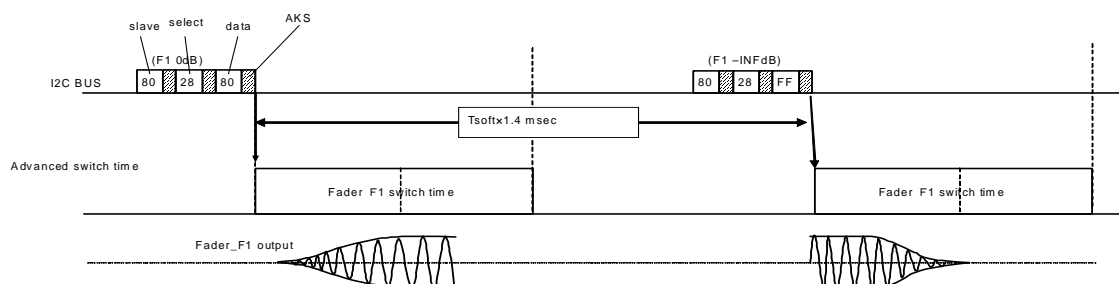 AKS
slave select data
(F1 0dB) (F1 –INFdB)
I2C BUS 80 28 80 80 28 FF
Tsoft×1.4 msec
Advanced switch time
Fader F1 switch time Fader F1 switch time
Fader_F1 output